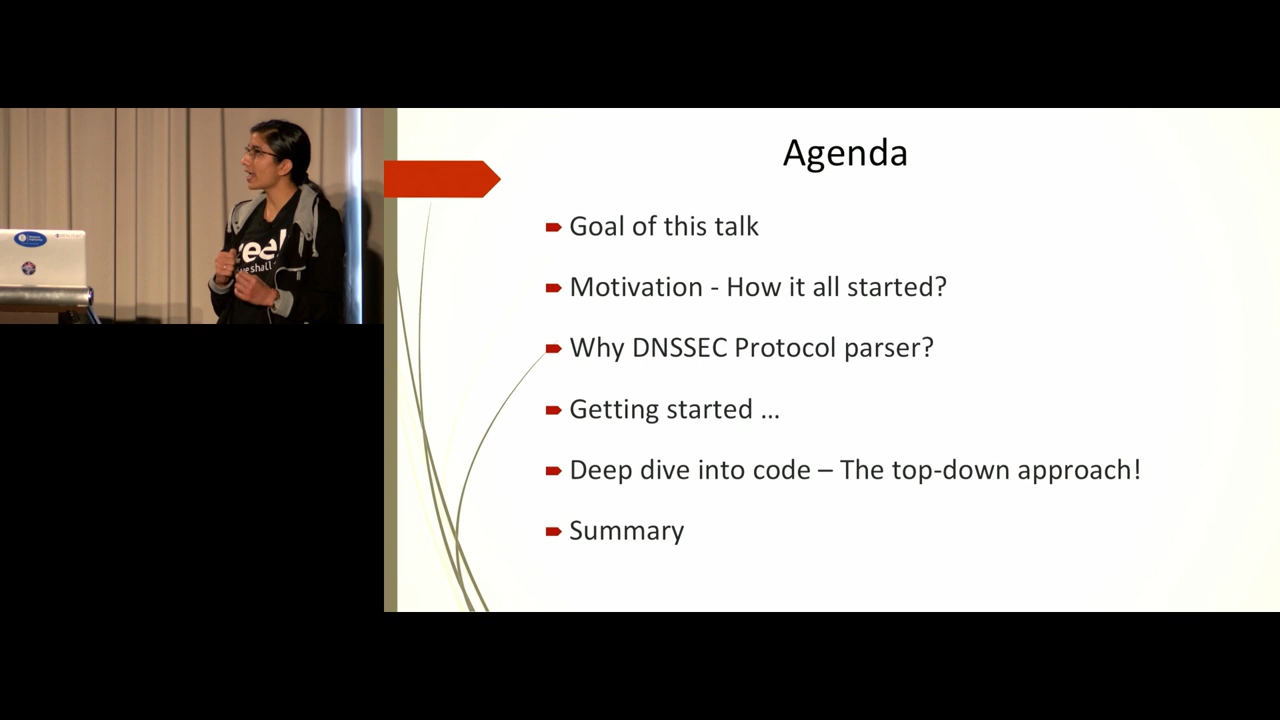 Agenda
Goal of this talk
Motivation - How it all started?
Why DNSSEC Protocol parser?
Getting started ...
Deep dive into code – The top-down approach!
Summary